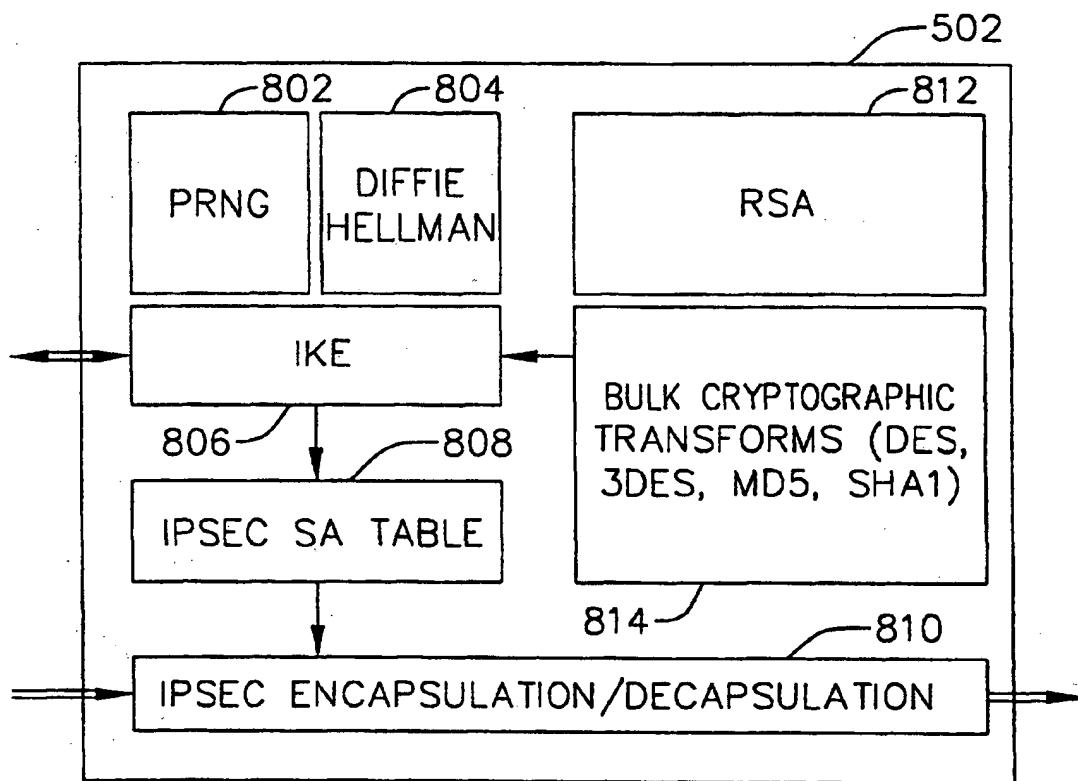 502
802
804
812
PRNG
DIFFIE
HELLMAN
RSA
IKE
806
808
BULK CRYPTOGRAPHIC
TRANSFORMS (DES,
3DES, MD5, SHA1)
IPSEC SA TABLE
814
810
IPSEC ENCAPSULATION/DECAPSULATION